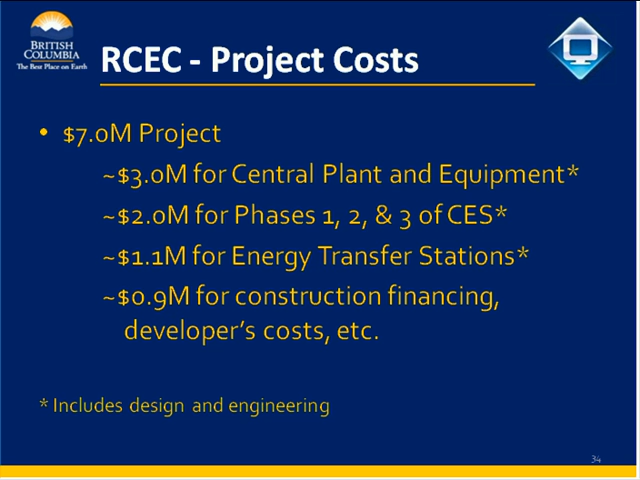 BRITISH
COLUMBIA
The Best Place on Earth
RCEC - Project Costs
• $7.0M Project
~$3.0M for Central Plant and Equipment*
~$2.0M for Phases 1, 2, & 3 of CES*
~$1.1M for Energy Transfer Stations*
~$0.9M for construction financing,
developer's costs, etc.
* Includes design and engineering
34